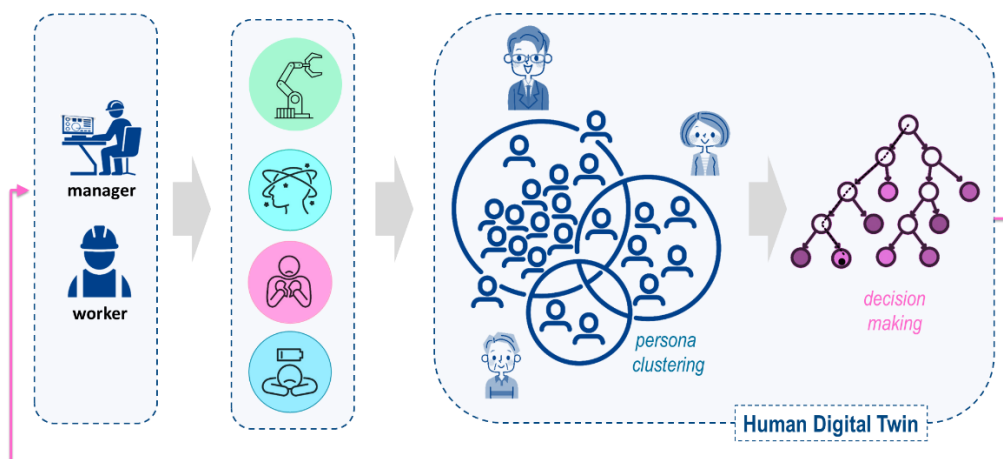 manager
worker
persona
clustering
decision
making
Human Digital Twin